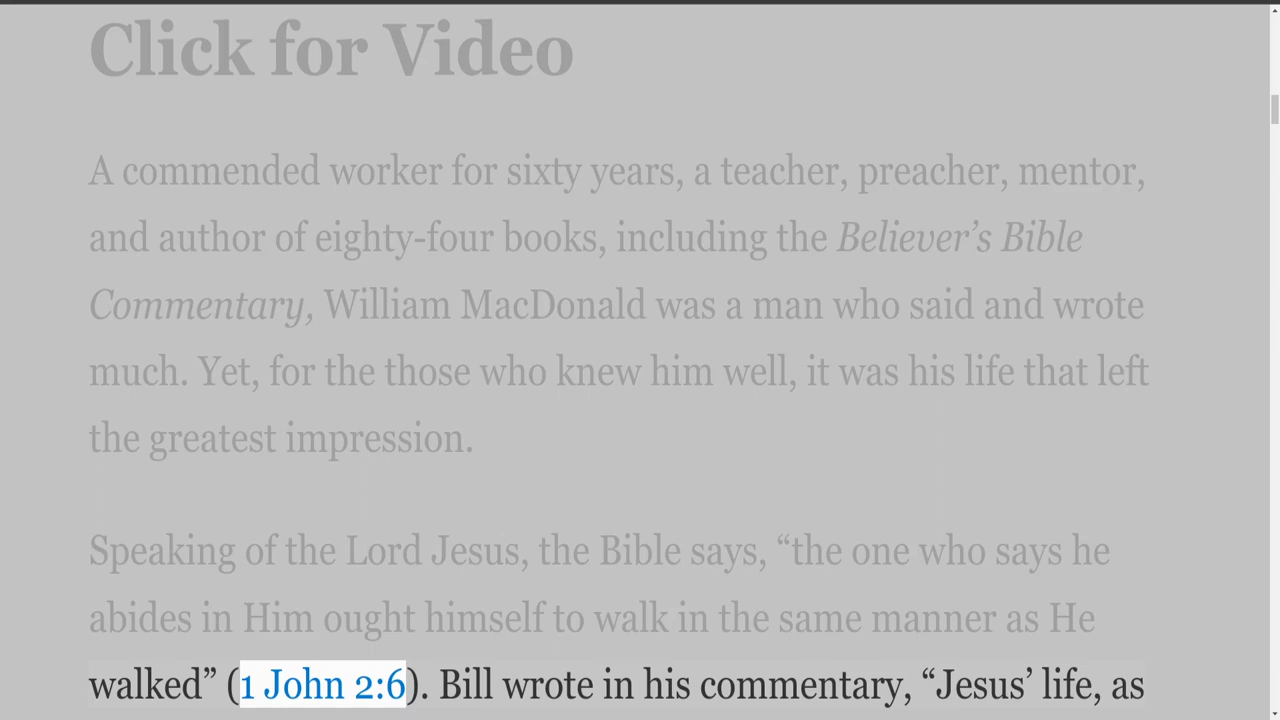 Click for Video
A commended worker for sixty years, a teacher, preacher, mentor,
and author of eighty-four books, including the Believer’s Bible
Commentary, William MacDonald was a man who said and wrote
much. Yet, for the those who knew him well, it was his life that left
the greatest impression.
Speaking of the Lord Jesus, the Bible says, “the one who says he
abides in Him ought himself to walk in the same manner as He
walked” (1 John 2:6). Bill wrote in his commentary, “Jesus’ life, as